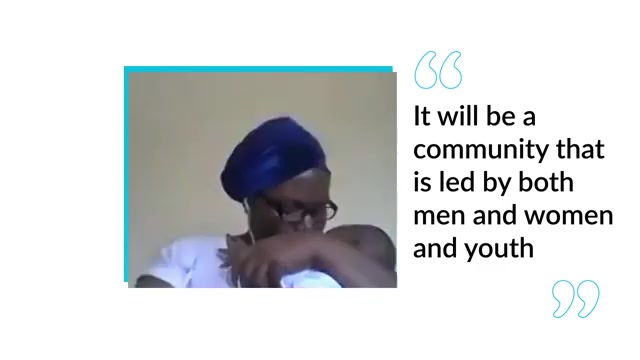 It will be a
community that
is led by both
men and women
and youth